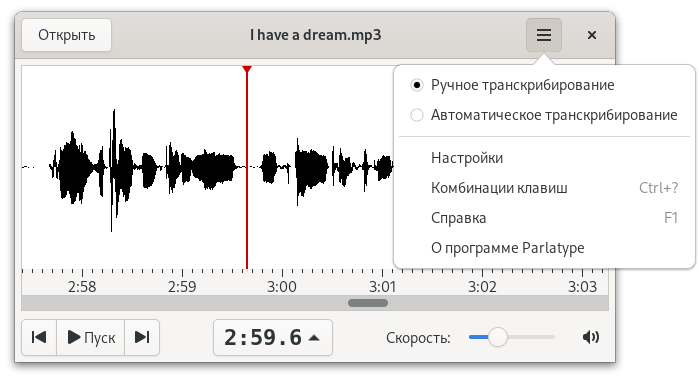 Открыть
I have a dream.mp3
Ручное транскрибирование
Автоматическое транскрибирование
Настройки
Комбинации клавиш Ctrl+?
Справка F1
О программе Parlatype
2:58 2:59 3:00 3:01 3:02 3:03
Пуск
2:59.6
Скорость: